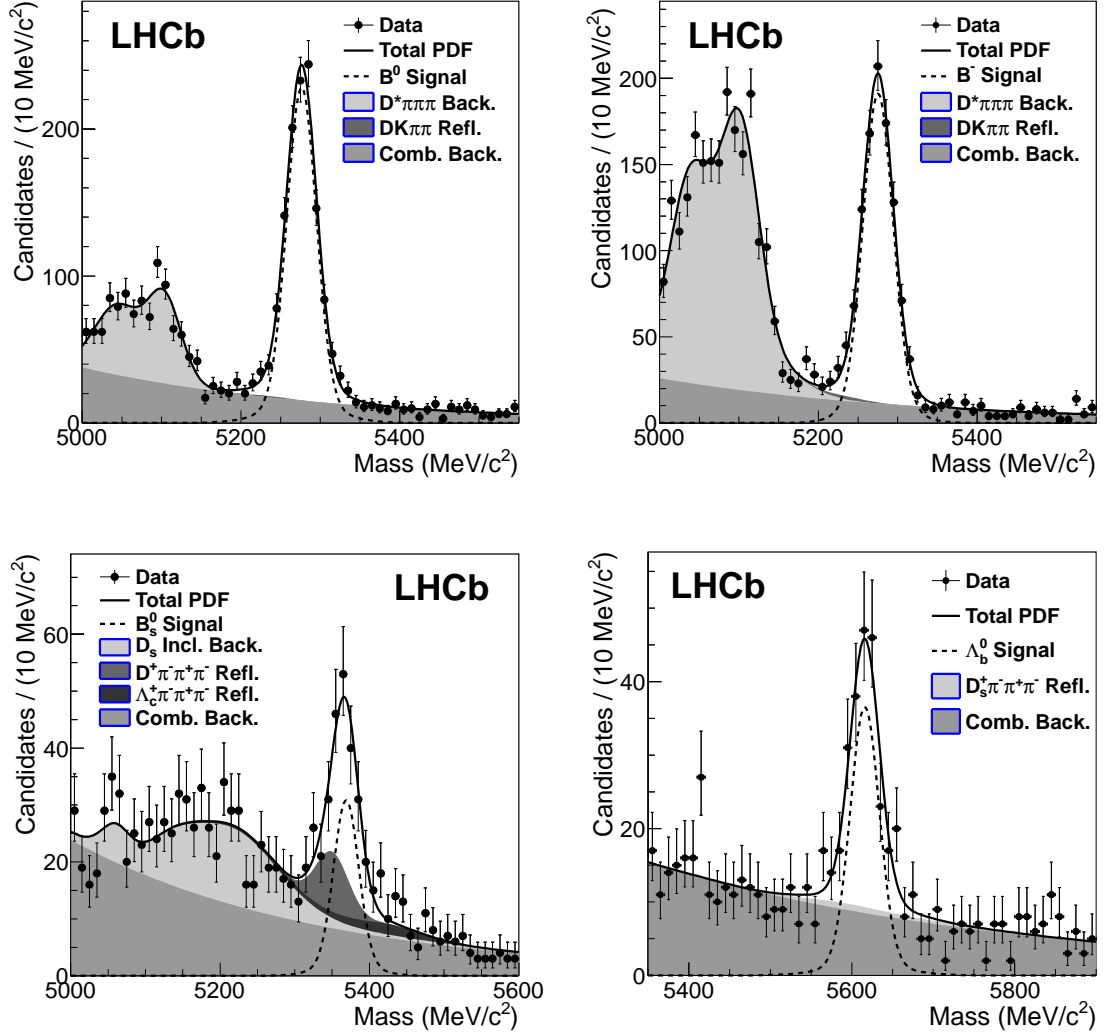 LHCb
Data
Total PDF
B⁰ Signal
D*πππ Back.
DKππ Refl.
Comb. Back.
Candidates / (10 MeV/c²)
0
100
200
5000
5200
5400
Mass (MeV/c²)
LHCb
Data
Total PDF
B⁻ Signal
D*πππ Back.
DKππ Refl.
Comb. Back.
Candidates / (10 MeV/c²)
0
50
100
150
200
5000
5200
5400
Mass (MeV/c²)
LHCb
Data
Total PDF
B⁰ₛ Signal
Dₛ Incl. Back.
D⁺π⁻π⁺π⁻ Refl.
Λ⁺c π⁻π⁺π⁻ Refl.
Comb. Back.
Candidates / (10 MeV/c²)
0
20
40
60
5000
5200
5400
5600
Mass (MeV/c²)
LHCb
Data
Total PDF
Λ⁰b Signal
D⁺ₛπ⁻π⁺π⁻ Refl.
Comb. Back.
Candidates / (10 MeV/c²)
0
20
40
5400
5600
5800
Mass (MeV/c²)